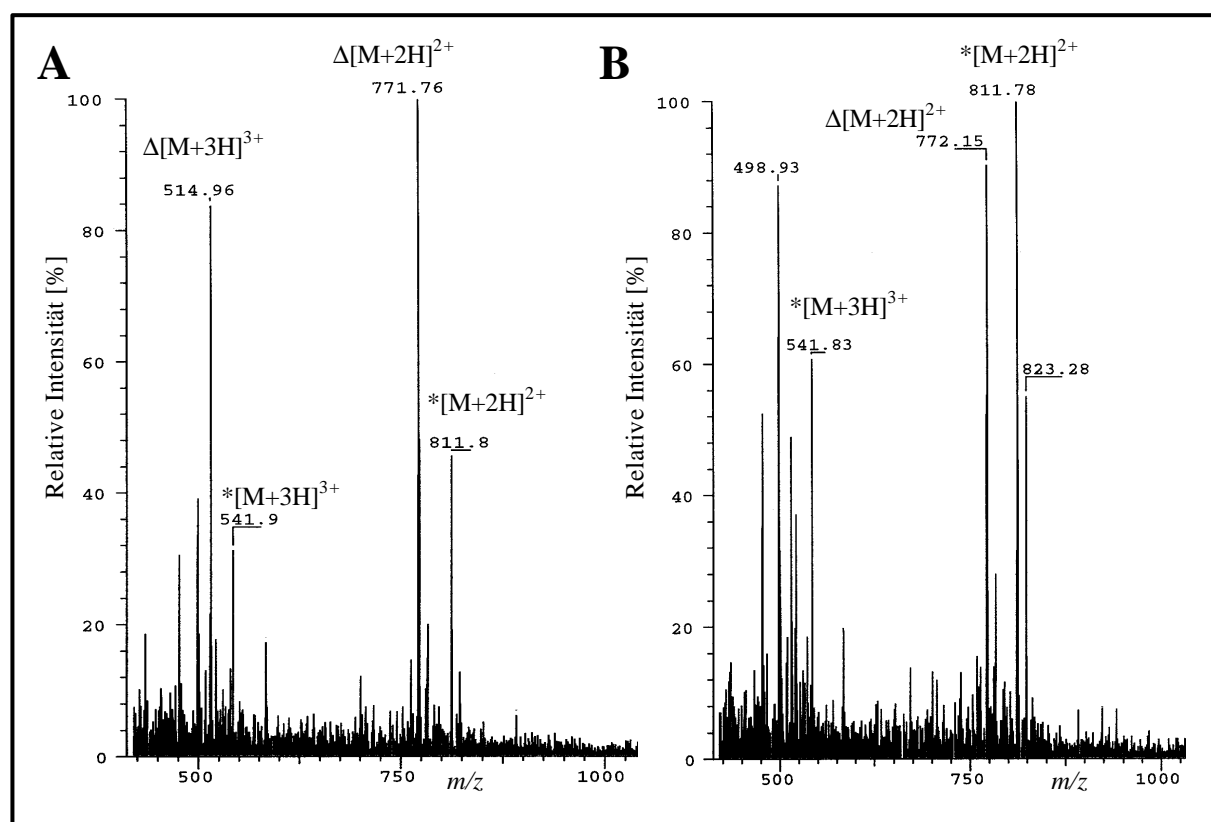 A
Δ[M+2H]²⁺
771.76
Δ[M+3H]³⁺
514.96
*[M+2H]²⁺
811.8
*[M+3H]³⁺
541.9
100
80
60
40
20
0
Relative Intensität [%]
500
750
m/z
1000
B
*[M+2H]²⁺
811.78
Δ[M+2H]²⁺
772.15
498.93
*[M+3H]³⁺
541.83
823.28
100
80
60
40
20
0
Relative Intensität [%]
500
750
m/z
1000